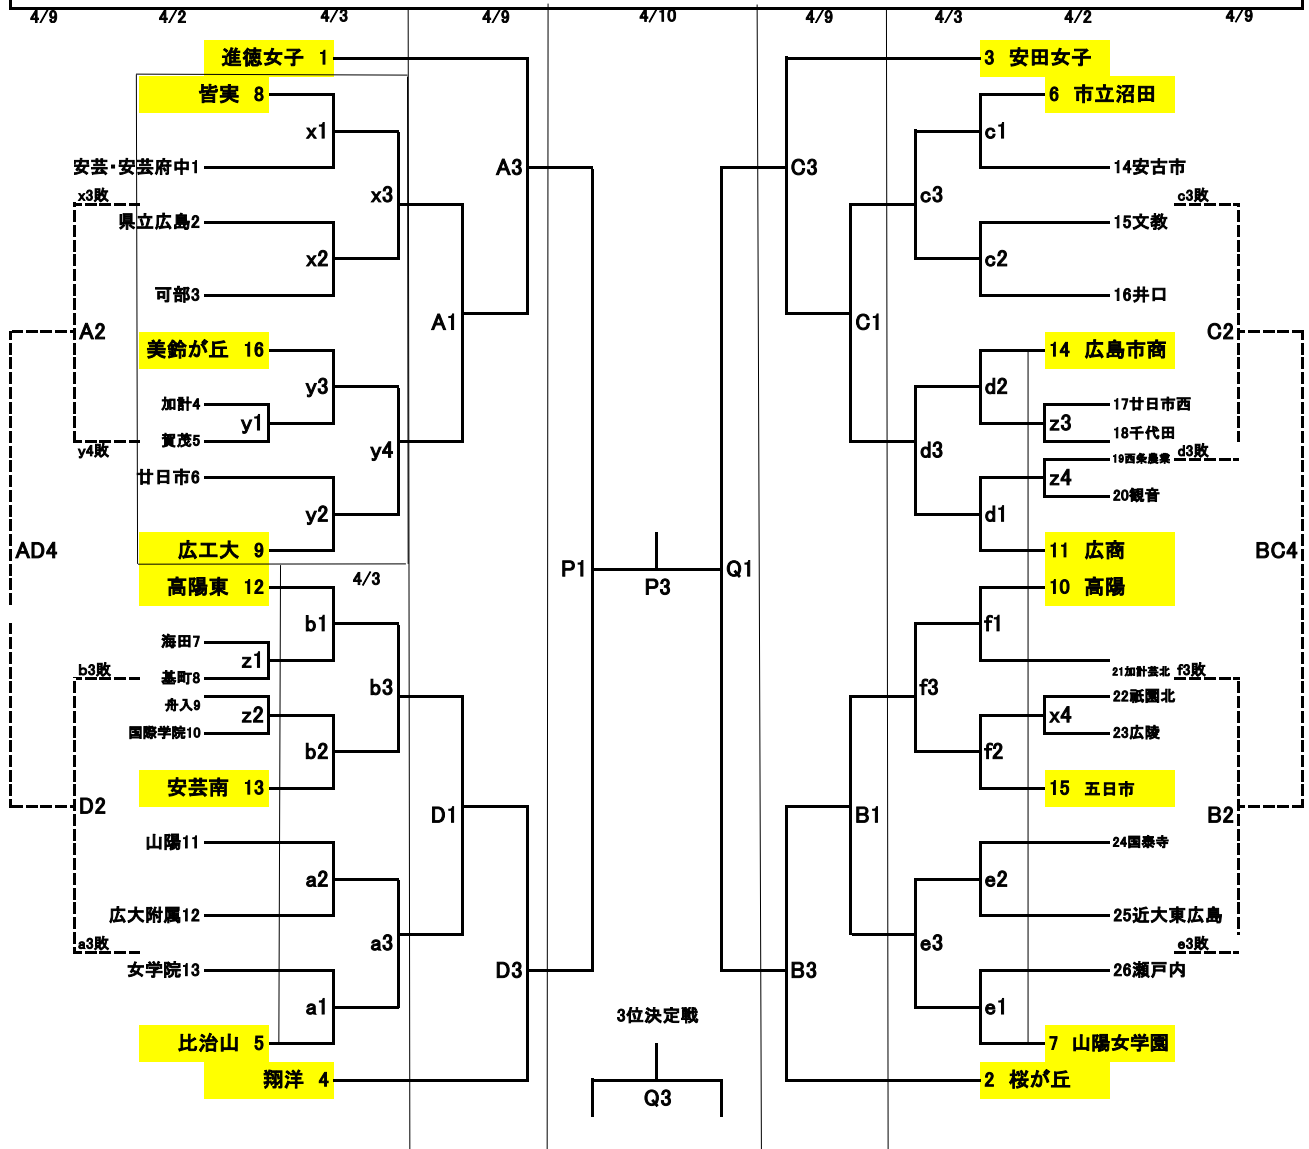 4/9 4/2 4/3 4/9 4/10 4/9 4/3 4/2 4/9
進徳女子 1
皆実 8
x1
安芸・安芸府中1
x3敗
x3
県立広島2
x2
可部3
A3
A2
A1
美鈴が丘 16
y3
加計4
y1
賀茂5
y4敗
y4
廿日市6
y2
広工大 9
AD4
4/3
高陽東 12
b1
海田7
z1
基町8
b3敗
b3
舟入9
z2
国際学院10
b2
安芸南 13
D2
D1
山陽11
a2
広大附属12
a3敗
a3
女学院13
a1
比治山 5
D3
翔洋 4
P1
P3
Q1
3位決定戦
Q3
3 安田女子
6 市立沼田
c1
14安古市
C3
c3
c3敗
15文教
c2
16井口
C1
C2
14 広島市商
d2
17廿日市西
z3
18千代田
d3
19西条農業
d3敗
z4
20観音
d1
11 広商
BC4
10 高陽
f1
21加計芸北
f3敗
f3
22祇園北
x4
23広陵
f2
15 五日市
B1
B2
24国泰寺
e2
25近大東広島
e3
e3敗
26瀬戸内
e1
7 山陽女学園
B3
2 桜が丘